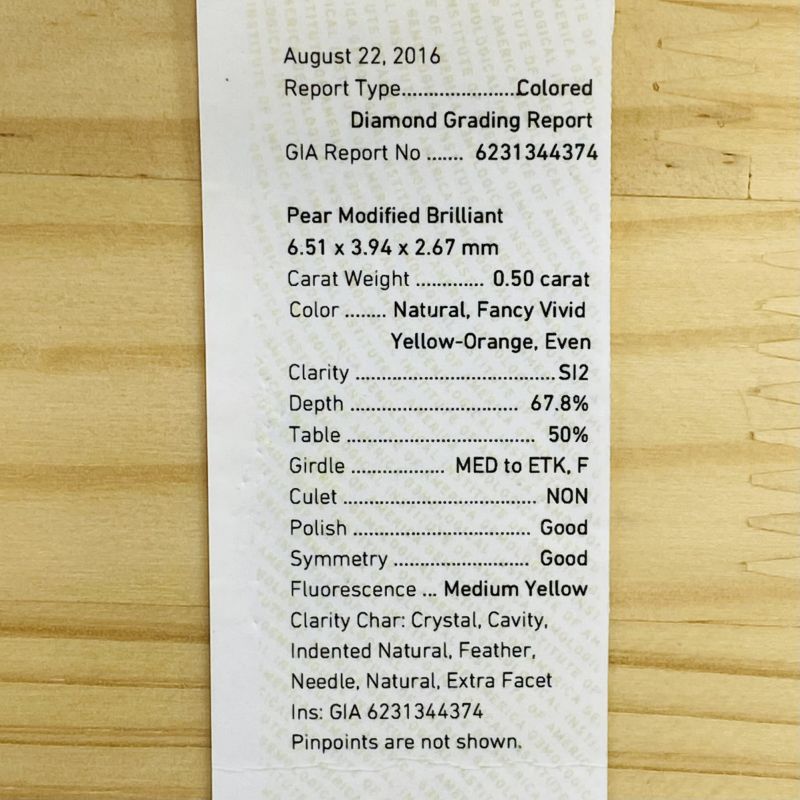 August 22, 2016
Report Type......................Colored
Diamond Grading Report
GIA Report No ....... 6231344374
Pear Modified Brilliant
6.51 x 3.94 x 2.67 mm
Carat Weight ............. 0.50 carat
Color ........ Natural, Fancy Vivid
Yellow-Orange, Even
Clarity ...................................... SI2
Depth ................................ 67.8%
Table .................................... 50%
Girdle .................. MED to ETK, F
Culet ..................................... NON
Polish .................................. Good
Symmetry .......................... Good
Fluorescence ... Medium Yellow
Clarity Char: Crystal, Cavity,
Indented Natural, Feather,
Needle, Natural, Extra Facet
Ins: GIA 6231344374
Pinpoints are not shown.